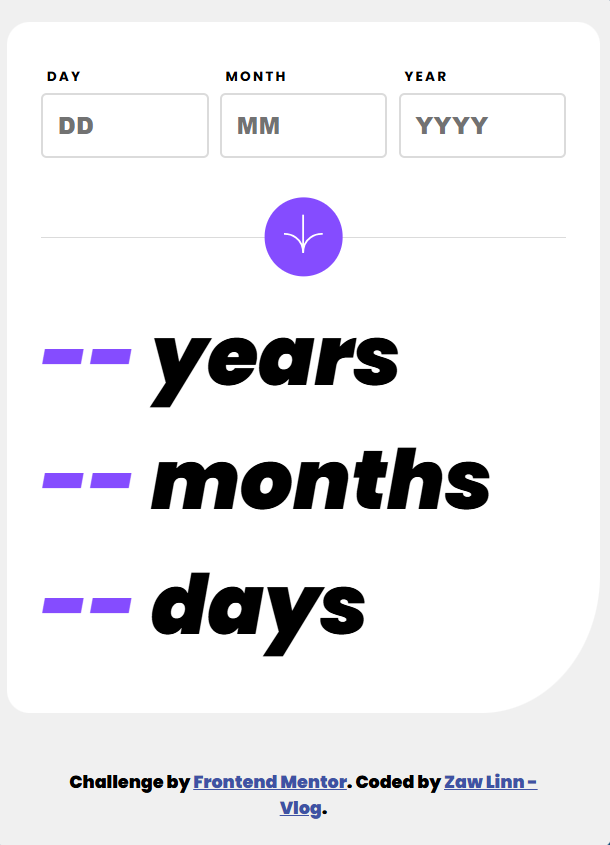 DAY MONTH YEAR
DD MM YYYY
-- years
-- months
-- days
Challenge by Frontend Mentor. Coded by Zaw Linn -
Vlog.